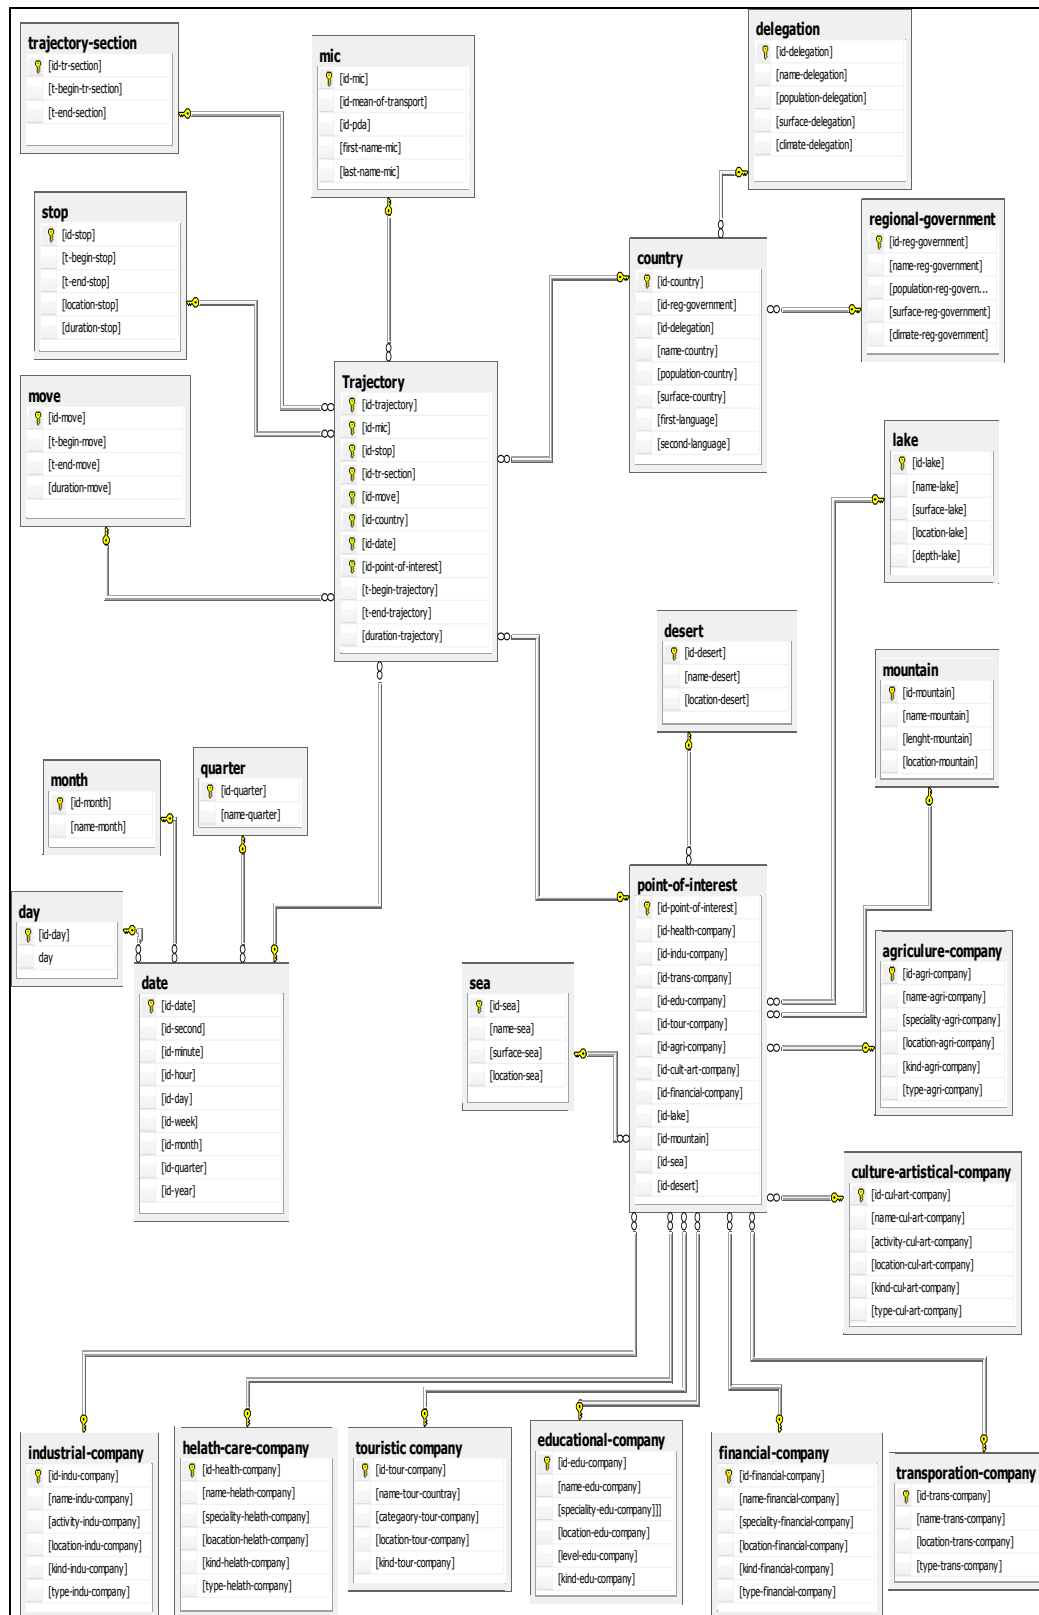 trajectory-section
[id-tr-section]
[t-begin-tr-section]
[t-end-section]
mic
[id-mic]
[id-mean-of-transport]
[id-pda]
[first-name-mic]
[last-name-mic]
delegation
[id-delegation]
[name-delegation]
[population-delegation]
[surface-delegation]
[climate-delegation]
stop
[id-stop]
[t-begin-stop]
[t-end-stop]
[location-stop]
[duration-stop]
regional-government
[id-reg-government]
[name-reg-government]
[population-reg-govern...
[surface-reg-government]
[climate-reg-government]
country
[id-country]
[id-reg-government]
[id-delegation]
[name-country]
[population-country]
[surface-country]
[first-language]
[second-language]
move
[id-move]
[t-begin-move]
[t-end-move]
[duration-move]
Trajectory
[id-trajectory]
[id-mic]
[id-stop]
[id-tr-section]
[id-move]
[id-country]
[id-date]
[id-point-of-interest]
[t-begin-trajectory]
[t-end-trajectory]
[duration-trajectory]
lake
[id-lake]
[name-lake]
[surface-lake]
[location-lake]
[depth-lake]
desert
[id-desert]
[name-desert]
[location-desert]
mountain
[id-mountain]
[name-mountain]
[lenght-mountain]
[location-mountain]
month
[id-month]
[name-month]
quarter
[id-quarter]
[name-quarter]
day
[id-day]
day
date
[id-date]
[id-second]
[id-minute]
[id-hour]
[id-day]
[id-week]
[id-month]
[id-quarter]
[id-year]
sea
[id-sea]
[name-sea]
[surface-sea]
[location-sea]
point-of-interest
[id-point-of-interest]
[id-health-company]
[id-indu-company]
[id-trans-company]
[id-edu-company]
[id-tour-company]
[id-agri-company]
[id-cult-art-company]
[id-financial-company]
[id-lake]
[id-mountain]
[id-sea]
[id-desert]
agriculure-company
[id-agri-company]
[name-agri-company]
[speciality-agri-company]
[location-agri-company]
[kind-agri-company]
[type-agri-company]
culture-artistical-company
[id-cul-art-company]
[name-cul-art-company]
[activity-cul-art-company]
[location-cul-art-company]
[kind-cul-art-company]
[type-cul-art-company]
industrial-company
[id-indu-company]
[name-indu-company]
[activity-indu-company]
[location-indu-company]
[kind-indu-company]
[type-indu-company]
helath-care-company
[id-health-company]
[name-helath-company]
[speciality-helath-company]
[loacation-helath-company]
[kind-helath-company]
[type-helath-company]
touristic company
[id-tour-company]
[name-tour-countray]
[categaory-tour-company]
[location-tour-company]
[kind-tour-company]
educational-company
[id-edu-company]
[name-edu-company]
[speciality-edu-company]]]
[location-edu-company]
[level-edu-company]
[kind-edu-company]
financial-company
[id-financial-company]
[name-financial-company]
[speciality-financial-company]
[location-financial-company]
[kind-financial-company]
[type-financial-company]
transporation-company
[id-trans-company]
[name-trans-company]
[location-trans-company]
[type-trans-company]